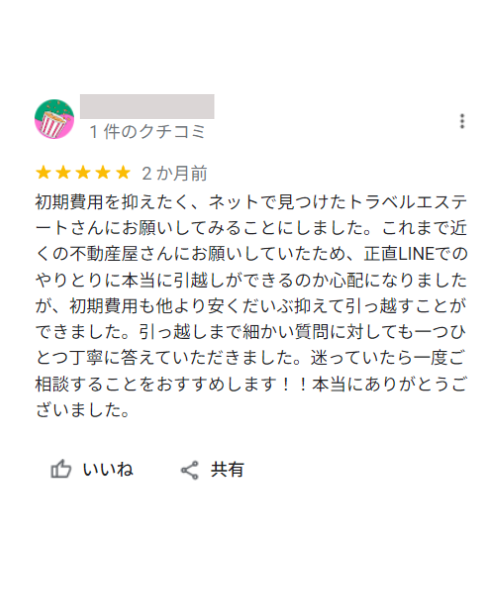 1 件のクチコミ
2 か月前
初期費用を抑えたく、ネットで見つけたトラベルエステ
ートさんにお願いしてみることにしました。これまで近
くの不動産屋さんにお願いしていたため、正直LINEでの
やりとりに本当に引越しができるのか心配になりました
が、初期費用も他より安くだいぶ抑えて引っ越すことが
できました。引っ越しまで細かい質問に対しても一つひ
とつ丁寧に答えていただきました。迷っていたら一度ご
相談することをおすすめします！！本当にありがとうご
ざいました。
いいね
共有